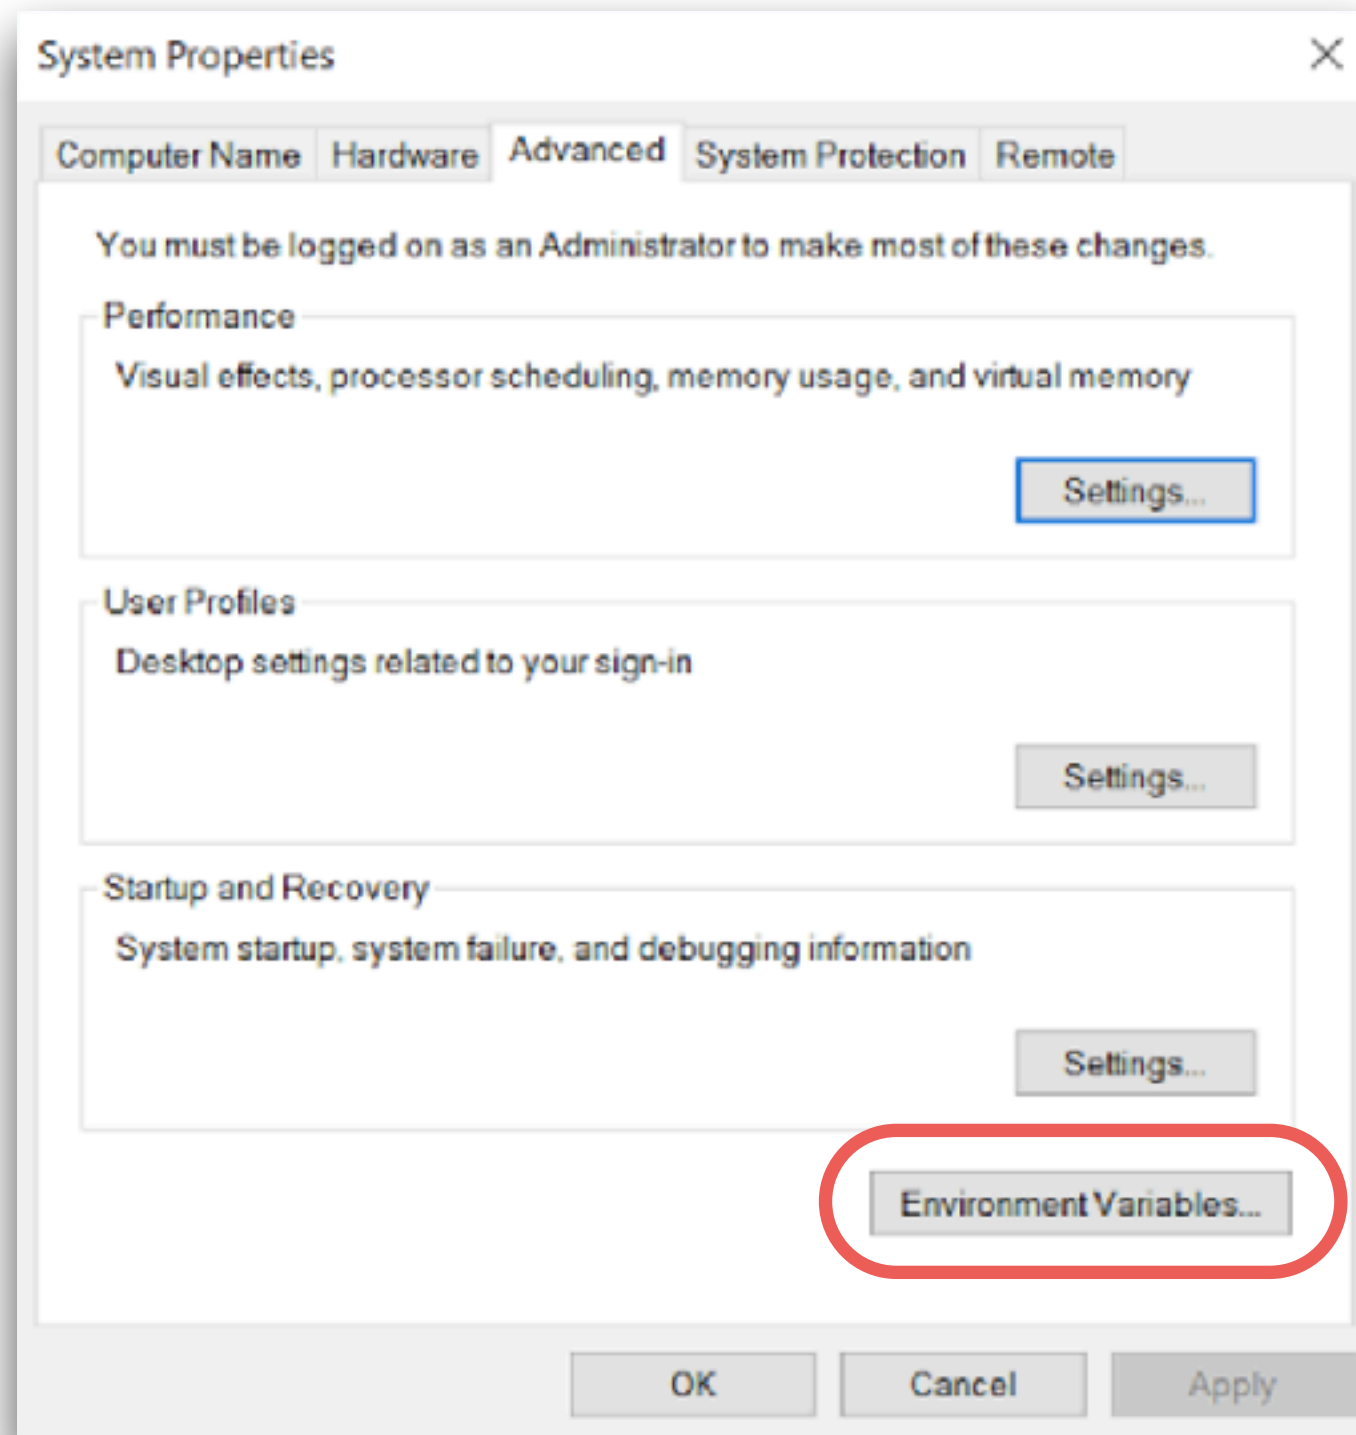 System Properties
Computer Name Hardware Advanced System Protection Remote
You must be logged on as an Administrator to make most of these changes.
Performance
Visual effects, processor scheduling, memory usage, and virtual memory
Settings...
User Profiles
Desktop settings related to your sign-in
Settings...
Startup and Recovery
System startup, system failure, and debugging information
Settings...
Environment Variables...
OK Cancel Apply